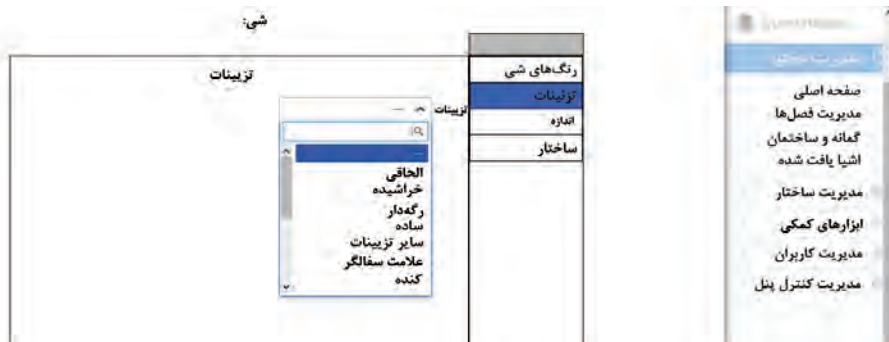 شی:
صفحه اصلی
مدیریت فصل‌ها
گمانه و ساختمان
اشیا یافت شده
مدیریت ساختار
ابزارهای کمکی
مدیریت کاربران
مدیریت کنترل پنل
رنگ‌های شی
تزئینات
اندازه
ساختار
تزیینات
تزیینات
---
---
الحاقی
خراشیده
رگه‌دار
ساده
سایر تزیینات
علامت سفالگر
کنده